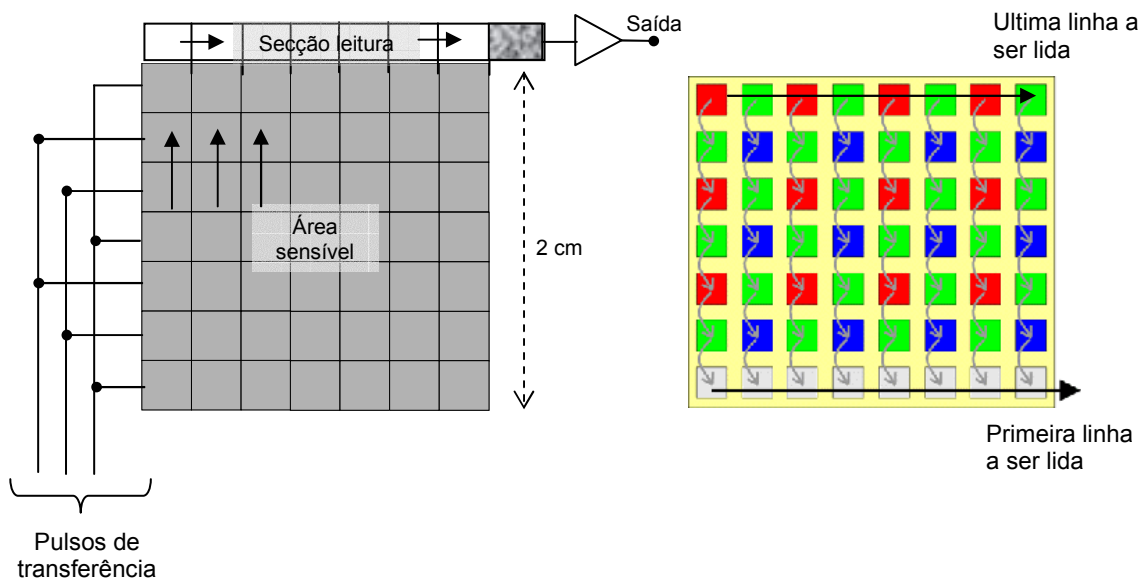 Saída
Secção leitura
Área
sensível
2 cm
Pulsos de
transferência
Ultima linha a
ser lida
Primeira linha
a ser lida